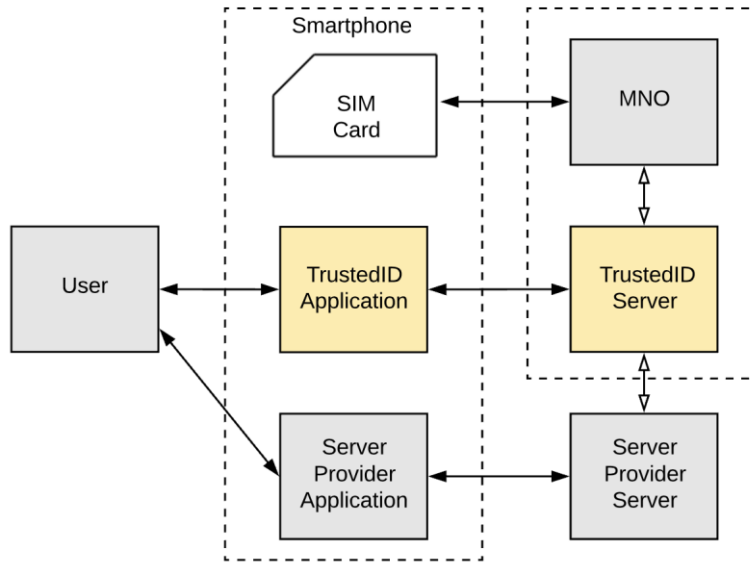 Smartphone
SIM
Card
MNO
User
TrustedID
Application
TrustedID
Server
Server
Provider
Application
Server
Provider
Server